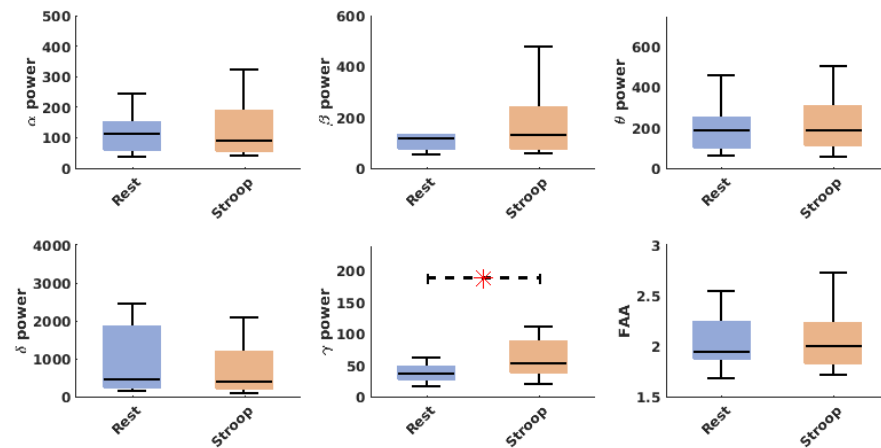 α power
500
400
300
200
100
0
Rest
Stroop
β power
600
400
200
0
Rest
Stroop
θ power
600
400
200
0
Rest
Stroop
δ power
4000
3000
2000
1000
0
Rest
Stroop
γ power
200
150
100
50
0
Rest
Stroop
FAA
3
2.5
2
1.5
Rest
Stroop